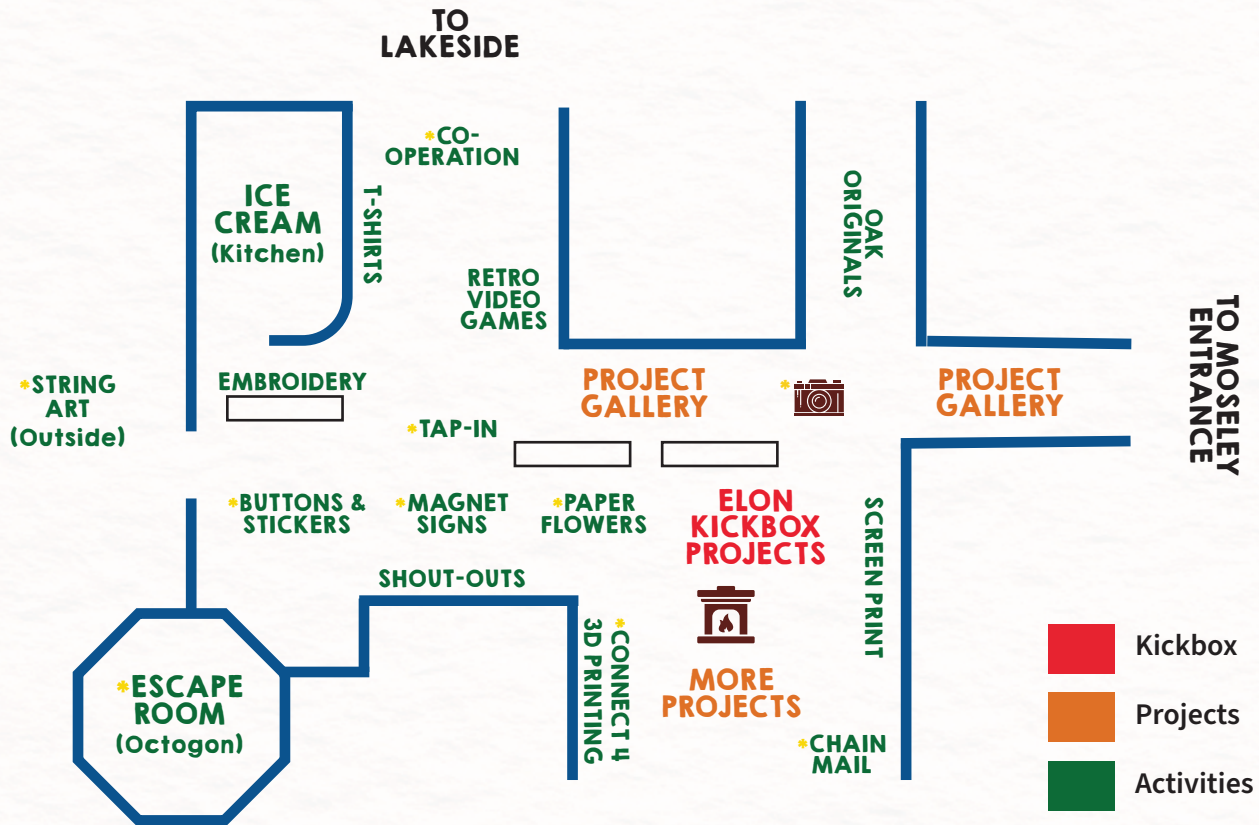 TO
LAKESIDE
*CO-
OPERATION
ICE
CREAM
(Kitchen)
T-SHIRTS
RETRO
VIDEO
GAMES
OAK
ORIGINALS
TO MOSELEY
ENTRANCE
*STRING
ART
(Outside)
EMBROIDERY
*TAP-IN
PROJECT
GALLERY
*
PROJECT
GALLERY
*BUTTONS &
STICKERS
*MAGNET
SIGNS
*PAPER
FLOWERS
ELON
KICKBOX
PROJECTS
SCREEN PRINT
SHOUT-OUTS
*CONNECT 4
3D PRINTING
MORE
PROJECTS
*CHAIN
MAIL
*ESCAPE
ROOM
(Octogon)
Kickbox
Projects
Activities